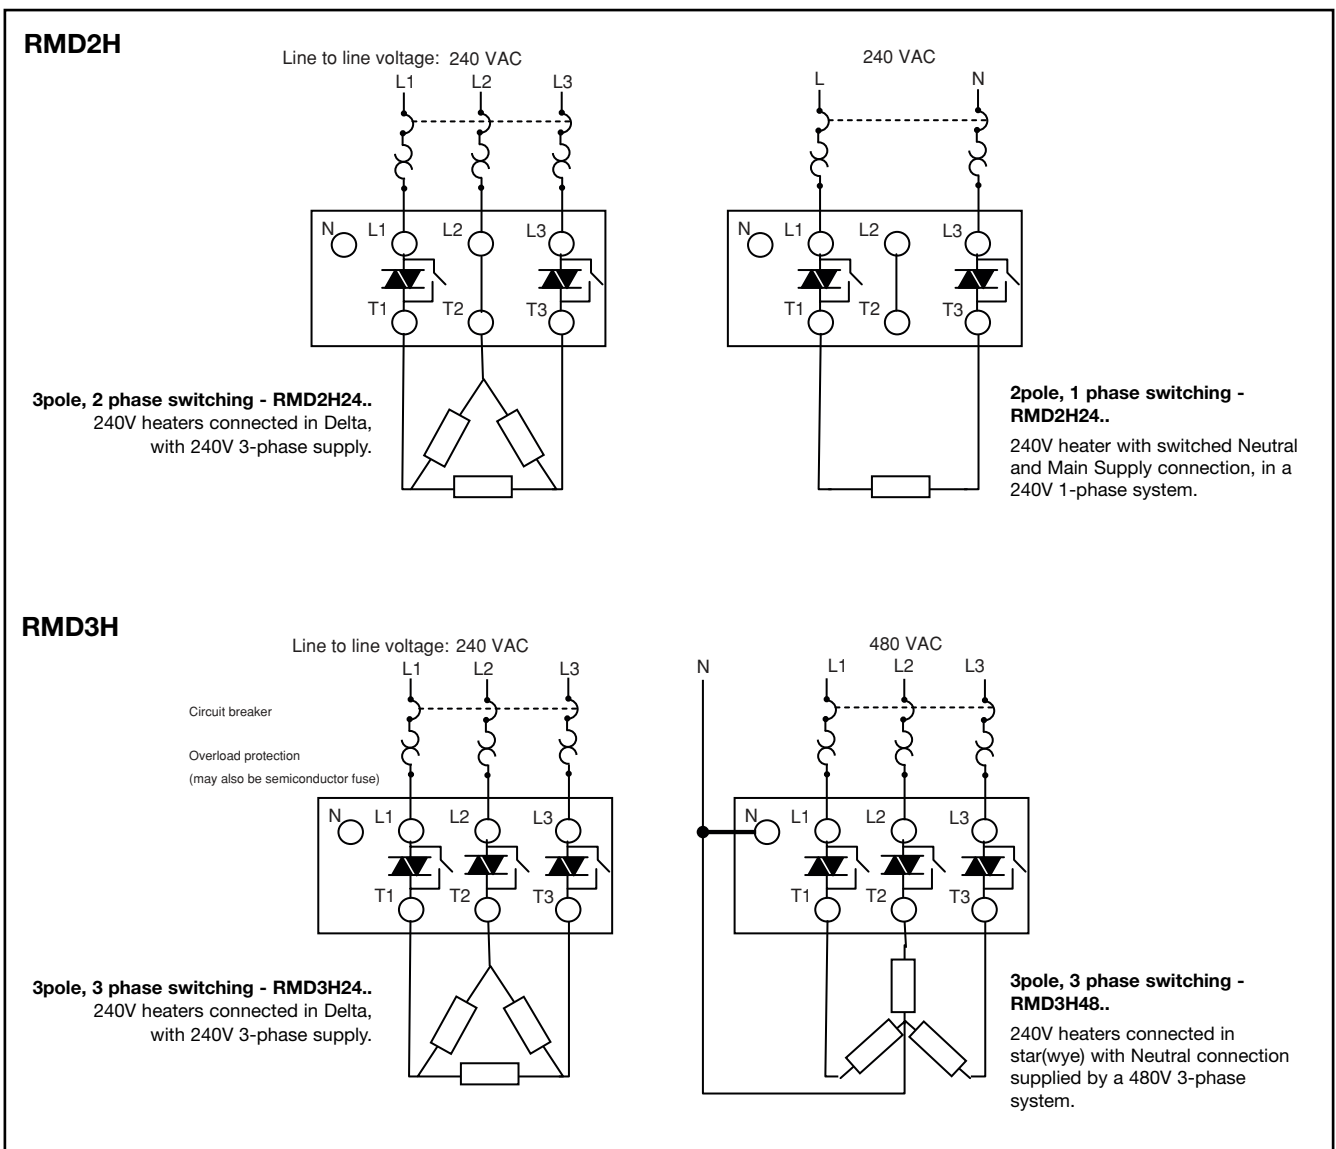 RMD2H
Line to line voltage: 240 VAC
L1 L2 L3
N L1 L2 L3
T1 T2 T3
3pole, 2 phase switching - RMD2H24..
240V heaters connected in Delta,
with 240V 3-phase supply.
240 VAC
L N
N L1 L2 L3
T1 T2 T3
2pole, 1 phase switching -
RMD2H24..
240V heater with switched Neutral
and Main Supply connection, in a
240V 1-phase system.
RMD3H
Line to line voltage: 240 VAC
L1 L2 L3
Circuit breaker
Overload protection
(may also be semiconductor fuse)
N L1 L2 L3
T1 T2 T3
3pole, 3 phase switching - RMD3H24..
240V heaters connected in Delta,
with 240V 3-phase supply.
480 VAC
N L1 L2 L3
N L1 L2 L3
T1 T2 T3
3pole, 3 phase switching -
RMD3H48..
240V heaters connected in
star(wye) with Neutral connection
supplied by a 480V 3-phase
system.